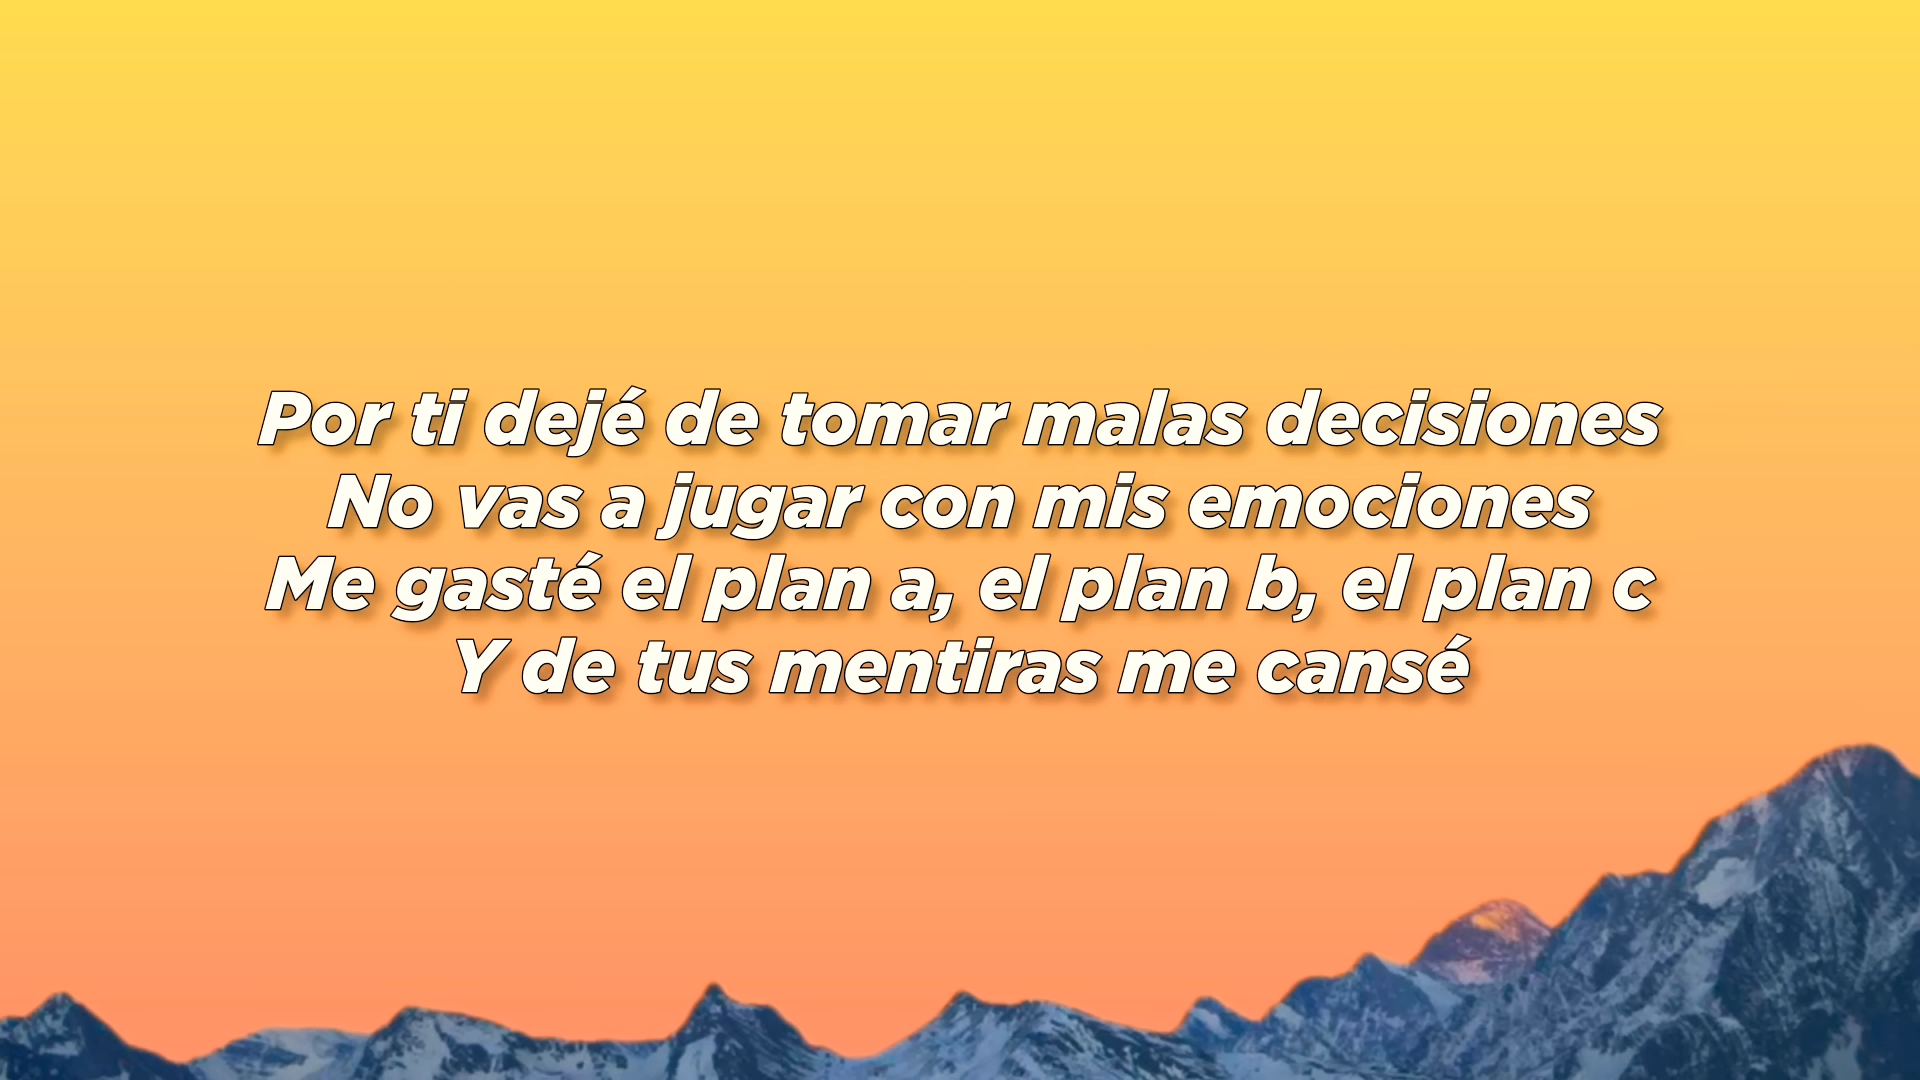 Por ti dejé de tomar malas decisiones
No vas a jugar con mis emociones
Me gasté el plan a, el plan b, el plan c
Y de tus mentiras me cansé